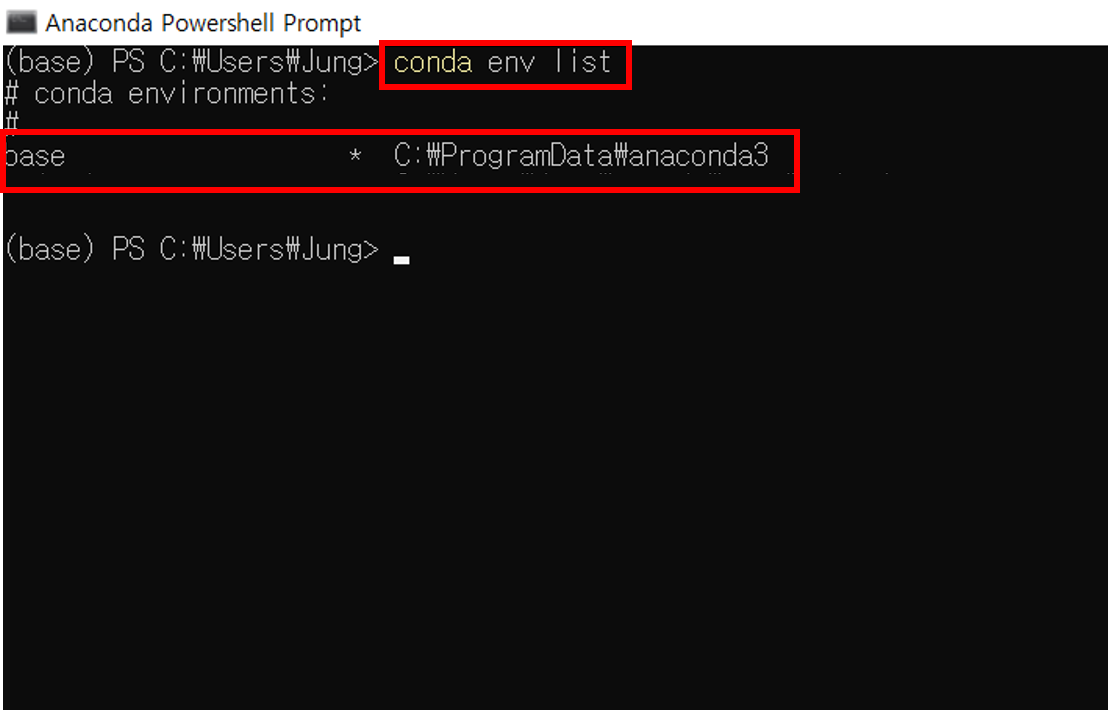 Anaconda Powershell Prompt
(base) PS C:₩Users₩Jung> conda env list
# conda environments:
#
base * C:₩ProgramData₩anaconda3
(base) PS C:₩Users₩Jung>